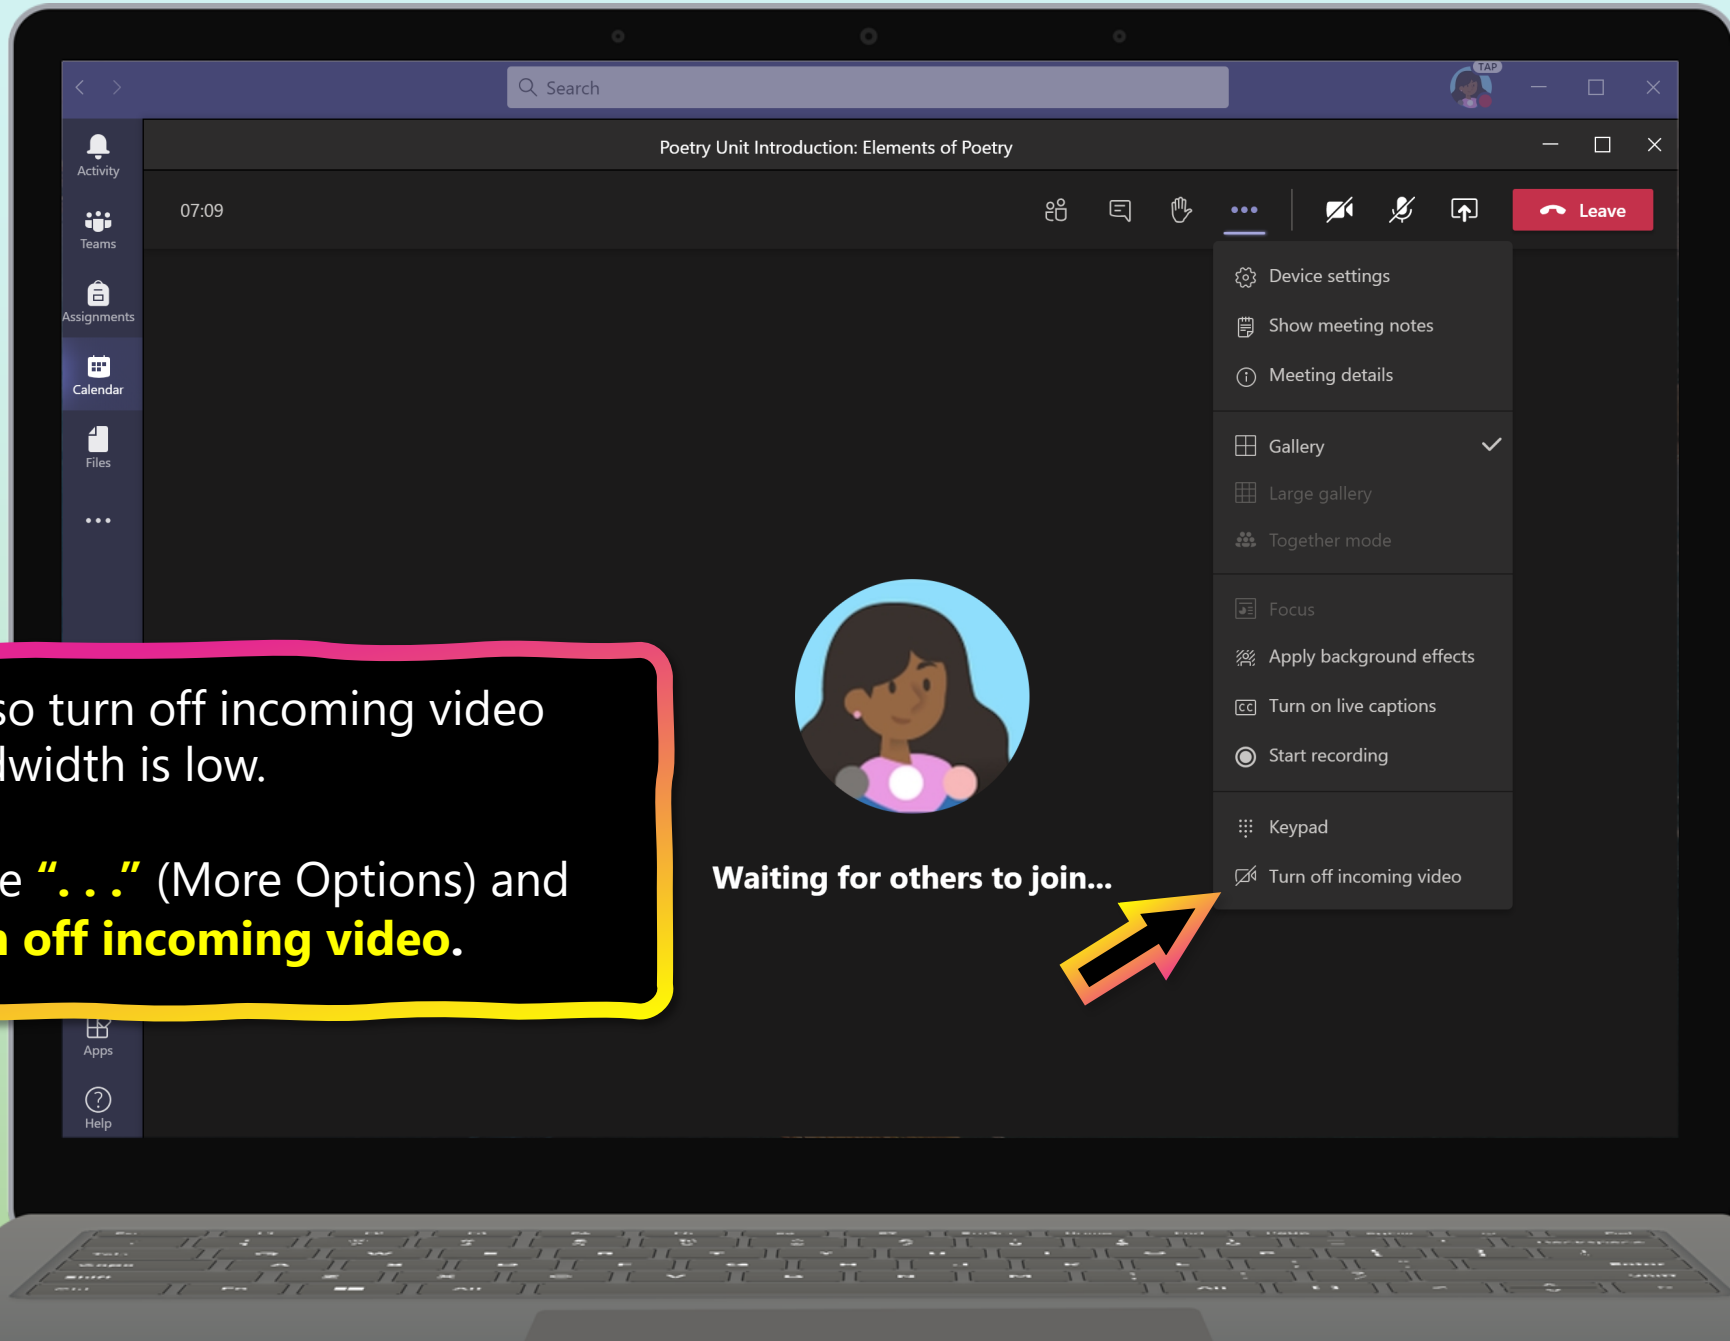 Search
TAP
Activity
Poetry Unit Introduction: Elements of Poetry
07:09
Leave
Teams
Assignments
Calendar
Files
Device settings
Show meeting notes
Meeting details
Gallery
Large gallery
Together mode
Focus
Apply background effects
CC Turn on live captions
Start recording
Keypad
Turn off incoming video
so turn off incoming video
dwidth is low.
e “. . .” (More Options) and
n off incoming video.
Waiting for others to join...
Apps
Help